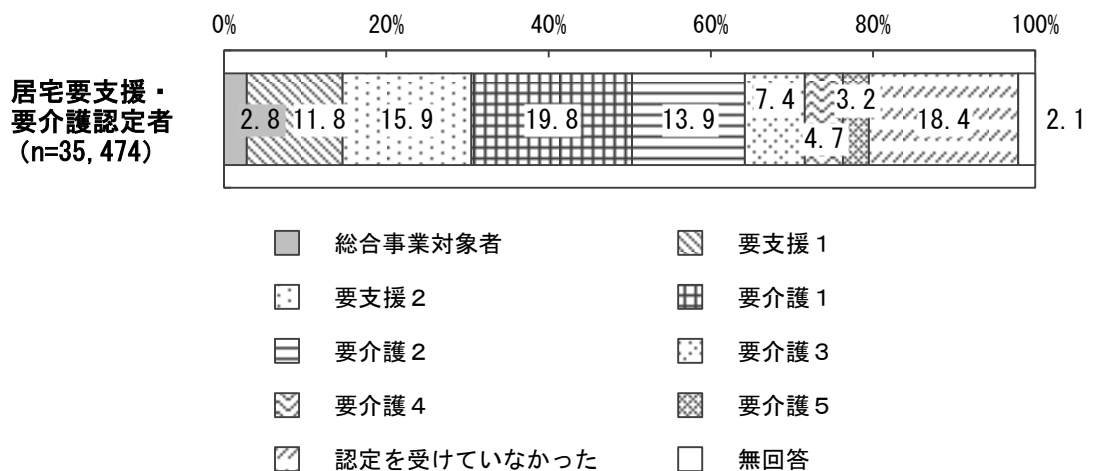 0% 20% 40% 60% 80% 100%
居宅要支援・
要介護認定者
(n=35,474)
2.8 11.8 15.9 19.8 13.9 7.4 4.7 3.2 18.4 2.1
総合事業対象者 要支援１
要支援２ 要介護１
要介護２ 要介護３
要介護４ 要介護５
認定を受けていなかった 無回答